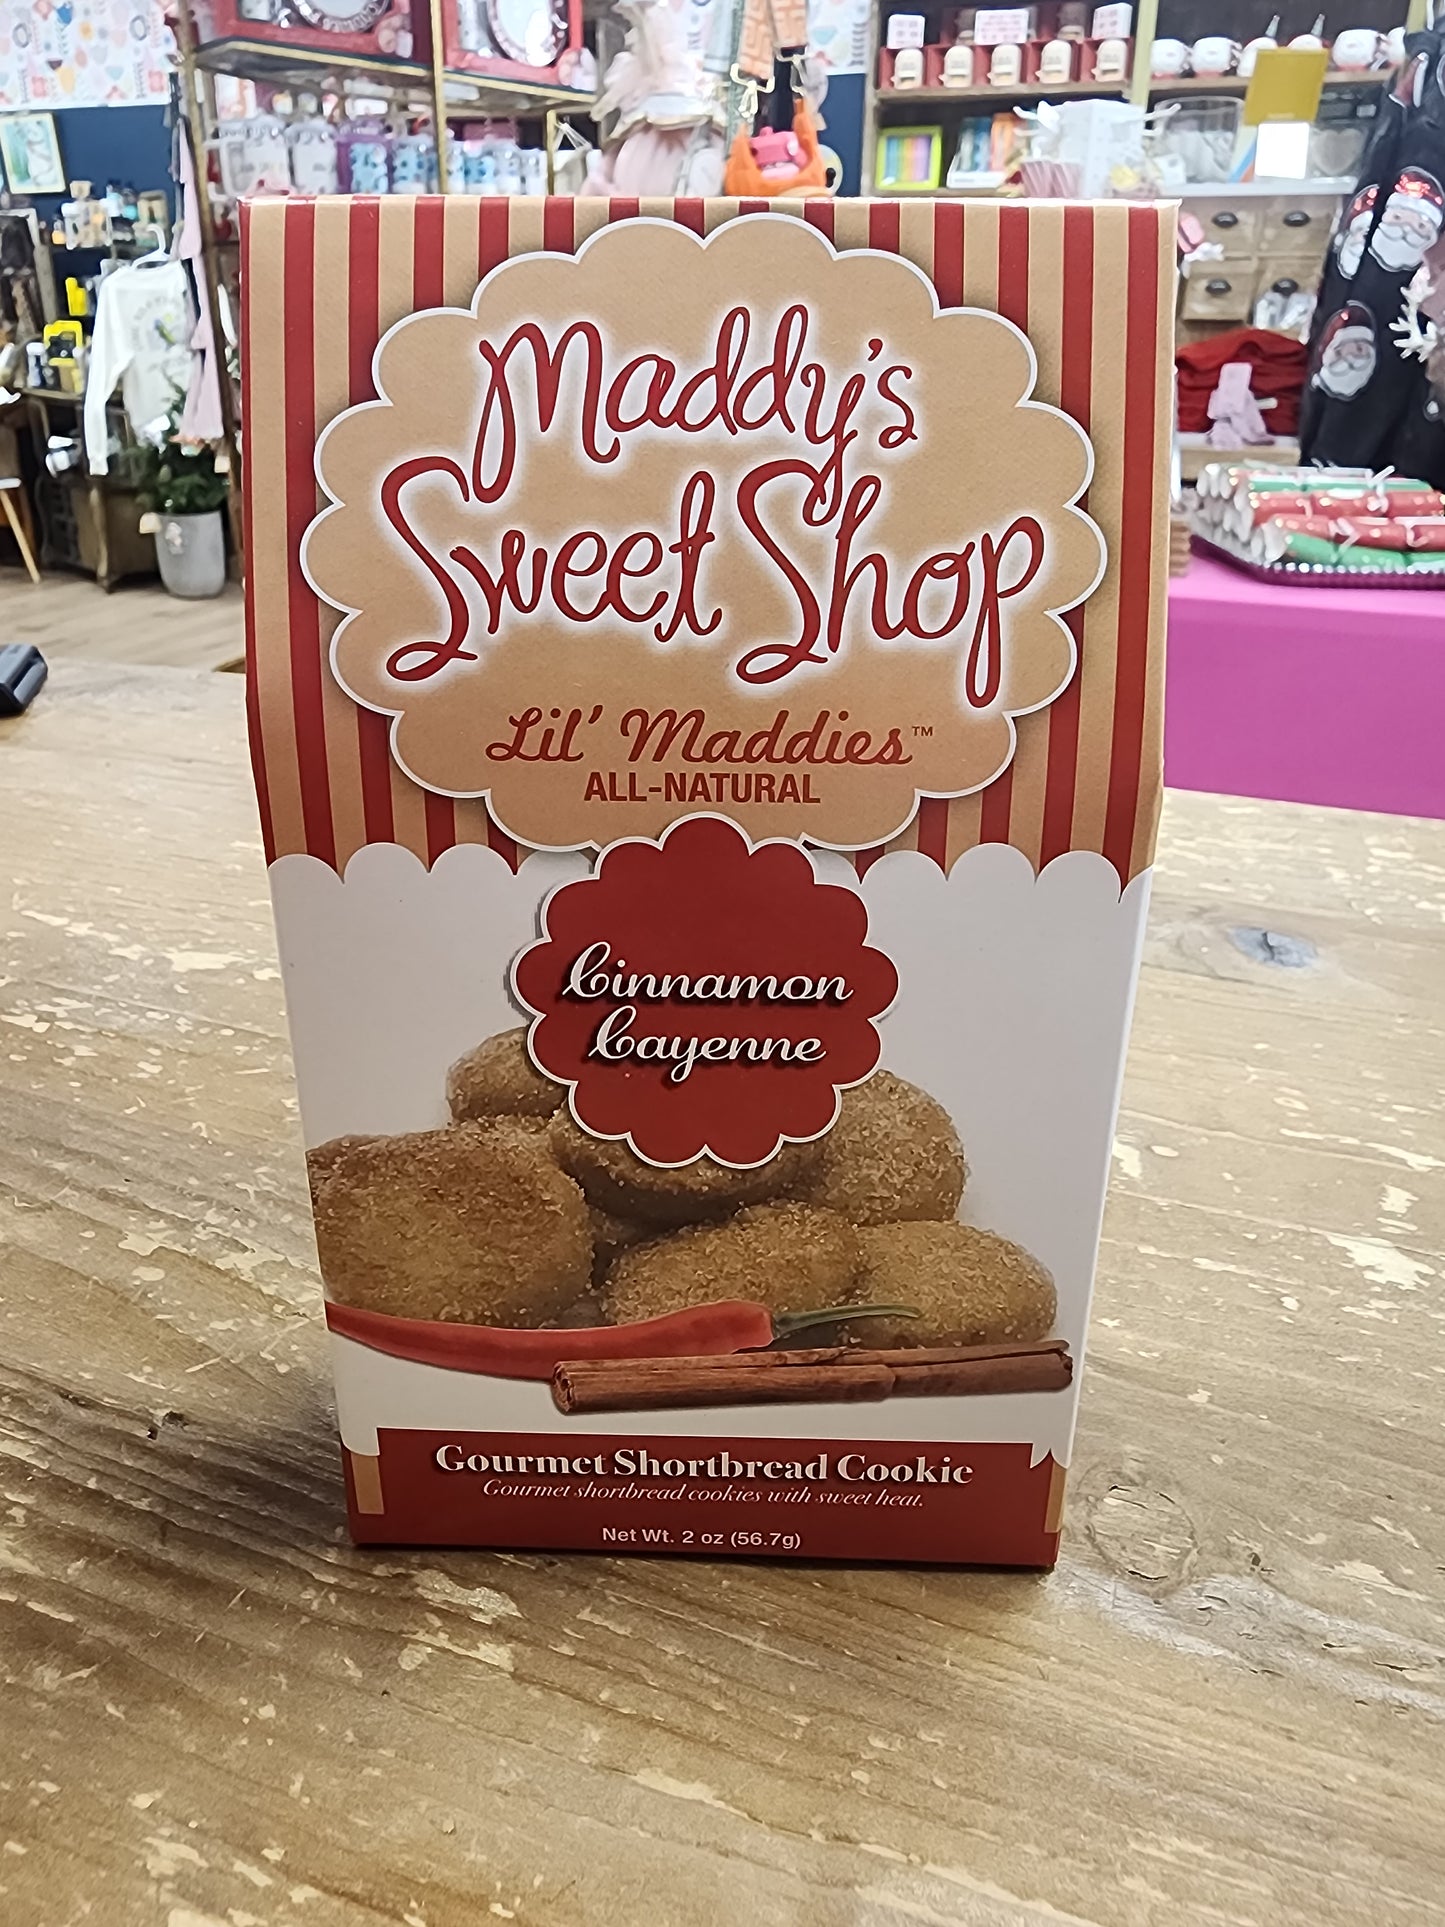 Maddy's
Sweet Shop
Lil' Maddies™
ALL-NATURAL
Cinnamon
Cayenne
Gourmet Shortbread Cookie
Gourmet shortbread cookies with sweet heat.
Net Wt. 2 oz (56.7g)